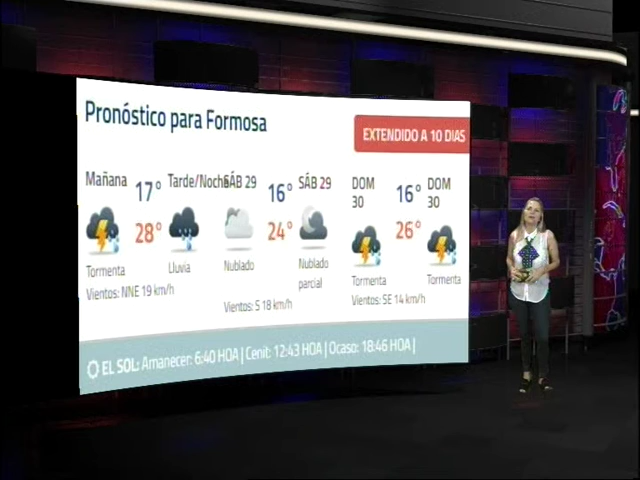 Pronóstico para Formosa
EXTENDIDO A 10 DIAS
Mañana
17°
28°
Tormenta
Vientos: NNE 19 km/h
Tarde/Noche
Lluvia
SÁB 29
16°
24°
Nublado
Vientos: S 18 km/h
SÁB 29
Nublado
parcial
DOM
30
16°
26°
Tormenta
Vientos: SE 14 km/h
DOM
30
Tormenta
EL SOL: Amanecer: 6:40 HOA | Cenit: 12:43 HOA | Ocaso: 18:46 HOA |